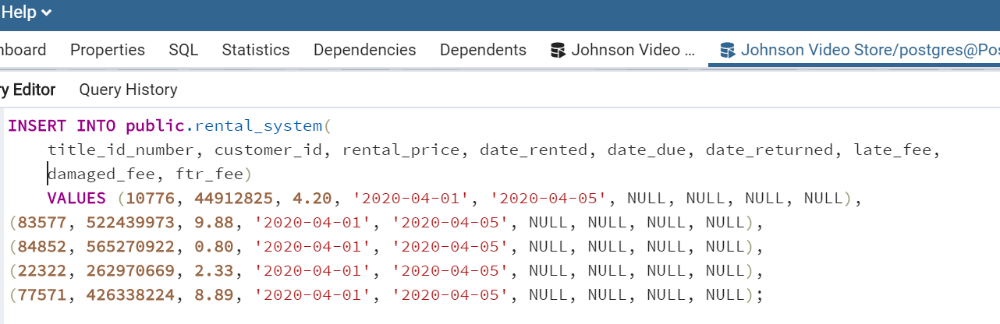 Help
hboard Properties SQL Statistics Dependencies Dependents Johnson Video ... Johnson Video Store/postgres@Pos
ry Editor Query History
INSERT INTO public.rental_system(
title_id_number, customer_id, rental_price, date_rented, date_due, date_returned, late_fee,
damaged_fee, ftr_fee)
VALUES (10776, 44912825, 4.20, '2020-04-01', '2020-04-05', NULL, NULL, NULL, NULL),
(83577, 522439973, 9.88, '2020-04-01', '2020-04-05', NULL, NULL, NULL, NULL),
(84852, 565270922, 0.80, '2020-04-01', '2020-04-05', NULL, NULL, NULL, NULL),
(22322, 262970669, 2.33, '2020-04-01', '2020-04-05', NULL, NULL, NULL, NULL),
(77571, 426338224, 8.89, '2020-04-01', '2020-04-05', NULL, NULL, NULL, NULL);